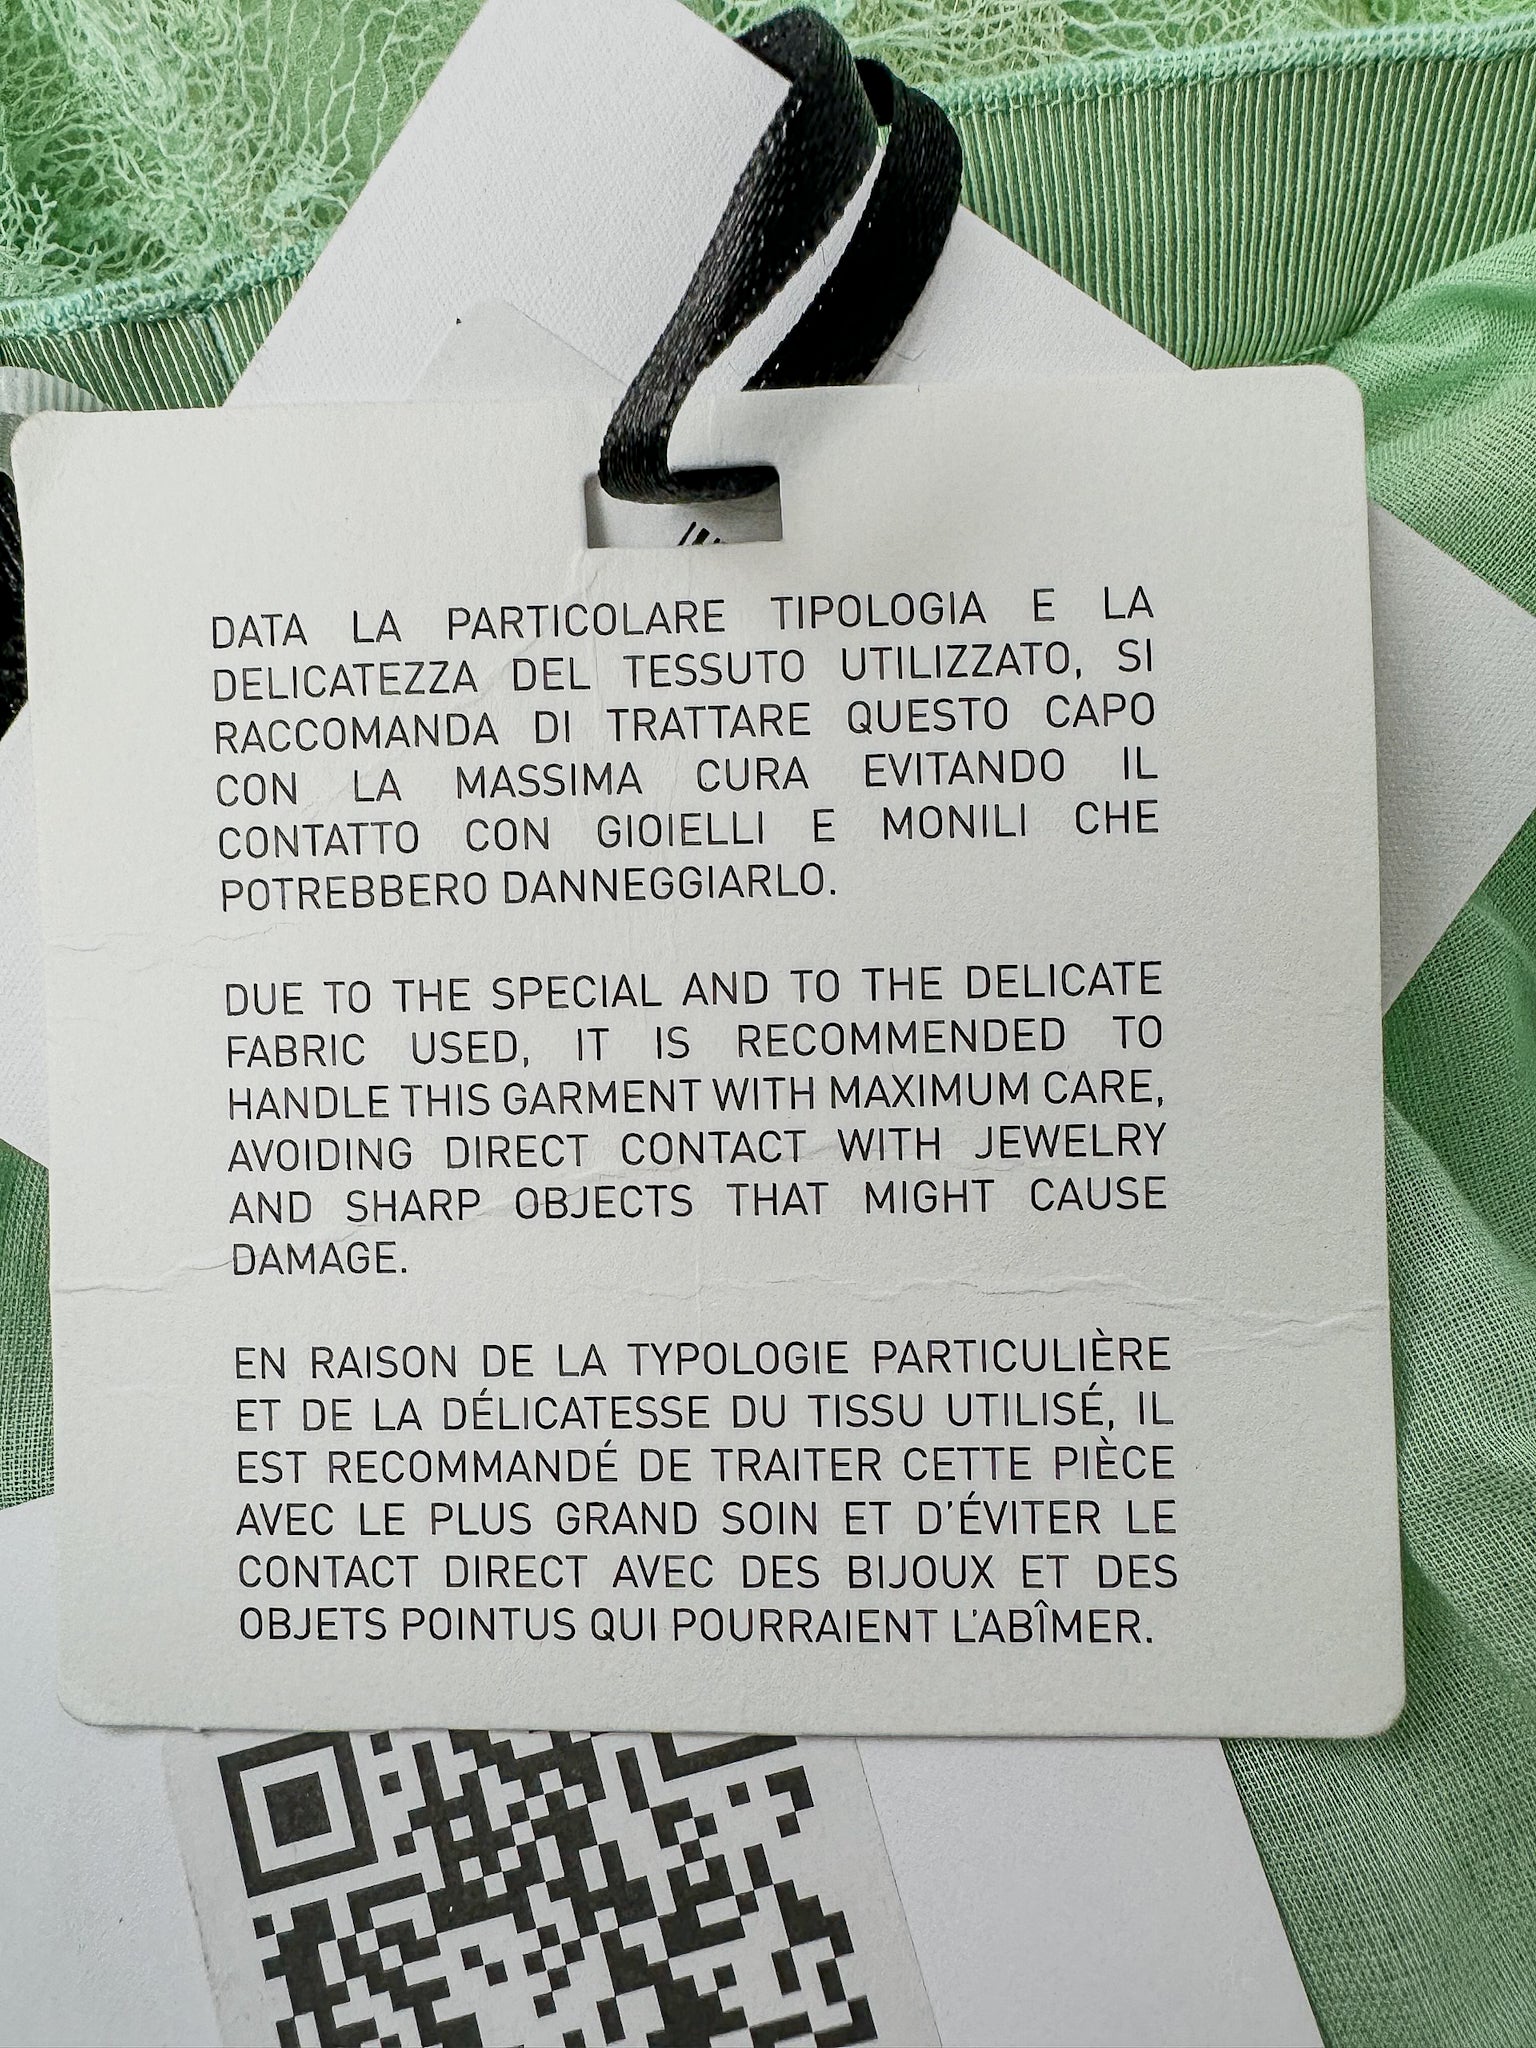 DATA LA PARTICOLARE TIPOLOGIA E LA
DELICATEZZA DEL TESSUTO UTILIZZATO, SI
RACCOMANDA DI TRATTARE QUESTO CAPO
CON LA MASSIMA CURA EVITANDO IL
CONTATTO CON GIOIELLI E MONILI CHE
POTREBBERO DANNEGGIARLO.
DUE TO THE SPECIAL AND TO THE DELICATE
FABRIC USED, IT IS RECOMMENDED TO
HANDLE THIS GARMENT WITH MAXIMUM CARE,
AVOIDING DIRECT CONTACT WITH JEWELRY
AND SHARP OBJECTS THAT MIGHT CAUSE
DAMAGE.
EN RAISON DE LA TYPOLOGIE PARTICULIÈRE
ET DE LA DÉLICATESSE DU TISSU UTILISÉ, IL
EST RECOMMANDÉ DE TRAITER CETTE PIÈCE
AVEC LE PLUS GRAND SOIN ET D'ÉVITER LE
CONTACT DIRECT AVEC DES BIJOUX ET DES
OBJETS POINTUS QUI POURRAIENT L'ABÎMER.